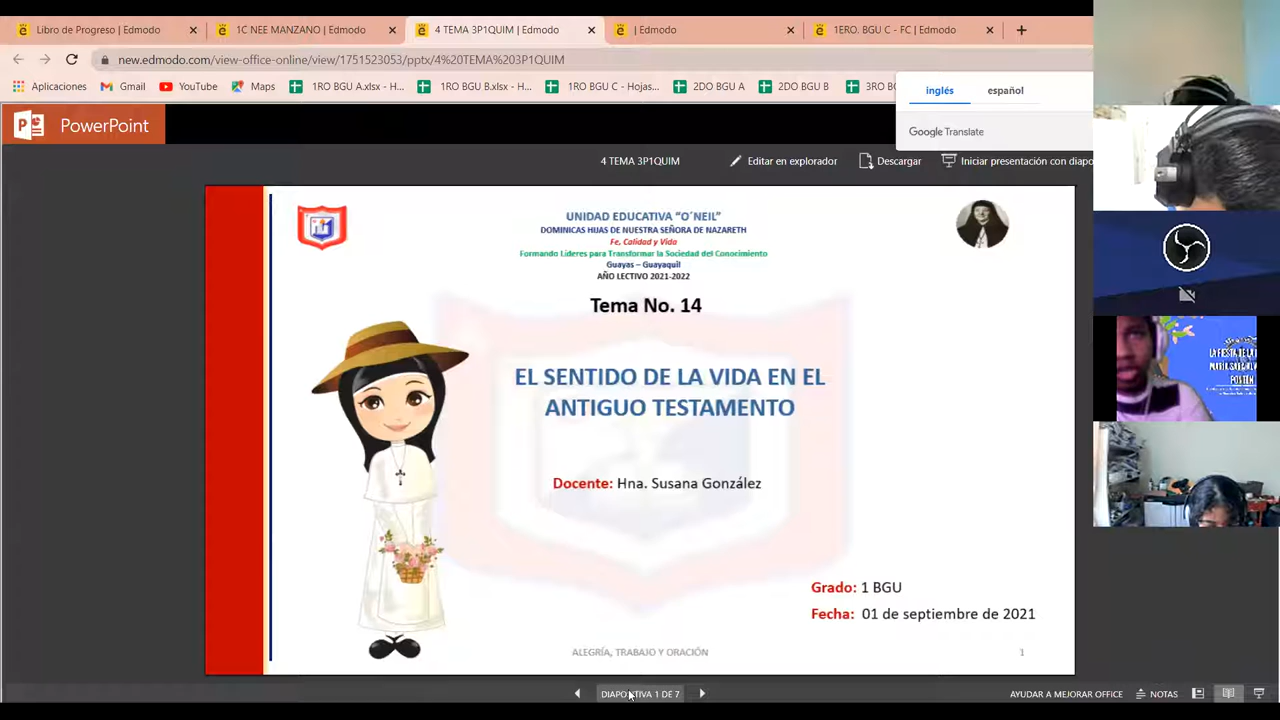 Libro de Progreso | Edmodo
1C NEE MANZANO | Edmodo
4 TEMA 3P1QUIM | Edmodo
| Edmodo
1ERO. BGU C - FC | Edmodo
new.edmodo.com/view-office-online/view/1751523053/pptx/4%20TEMA%203P1QUIM
Aplicaciones
Gmail
YouTube
Maps
1RO BGU A.xlsx - H...
1RO BGU B.xlsx - H...
1RO BGU C - Hojas...
2DO BGU A
2DO BGU B
3RO B
inglés
español
Google Translate
PowerPoint
4 TEMA 3P1QUIM
Editar en explorador
Descargar
Iniciar presentación con diapo
UNIDAD EDUCATIVA “O´NEIL”
DOMINICAS HIJAS DE NUESTRA SEÑORA DE NAZARETH
Fe, Calidad y Vida
Formando Líderes para Transformar la Sociedad del Conocimiento
Guayas – Guayaquil
AÑO LECTIVO 2021-2022
Tema No. 14
EL SENTIDO DE LA VIDA EN EL
ANTIGUO TESTAMENTO
Docente: Hna. Susana González
Grado: 1 BGU
Fecha: 01 de septiembre de 2021
ALEGRÍA, TRABAJO Y ORACIÓN
1
DIAPOSITIVA 1 DE 7
AYUDAR A MEJORAR OFFICE
NOTAS